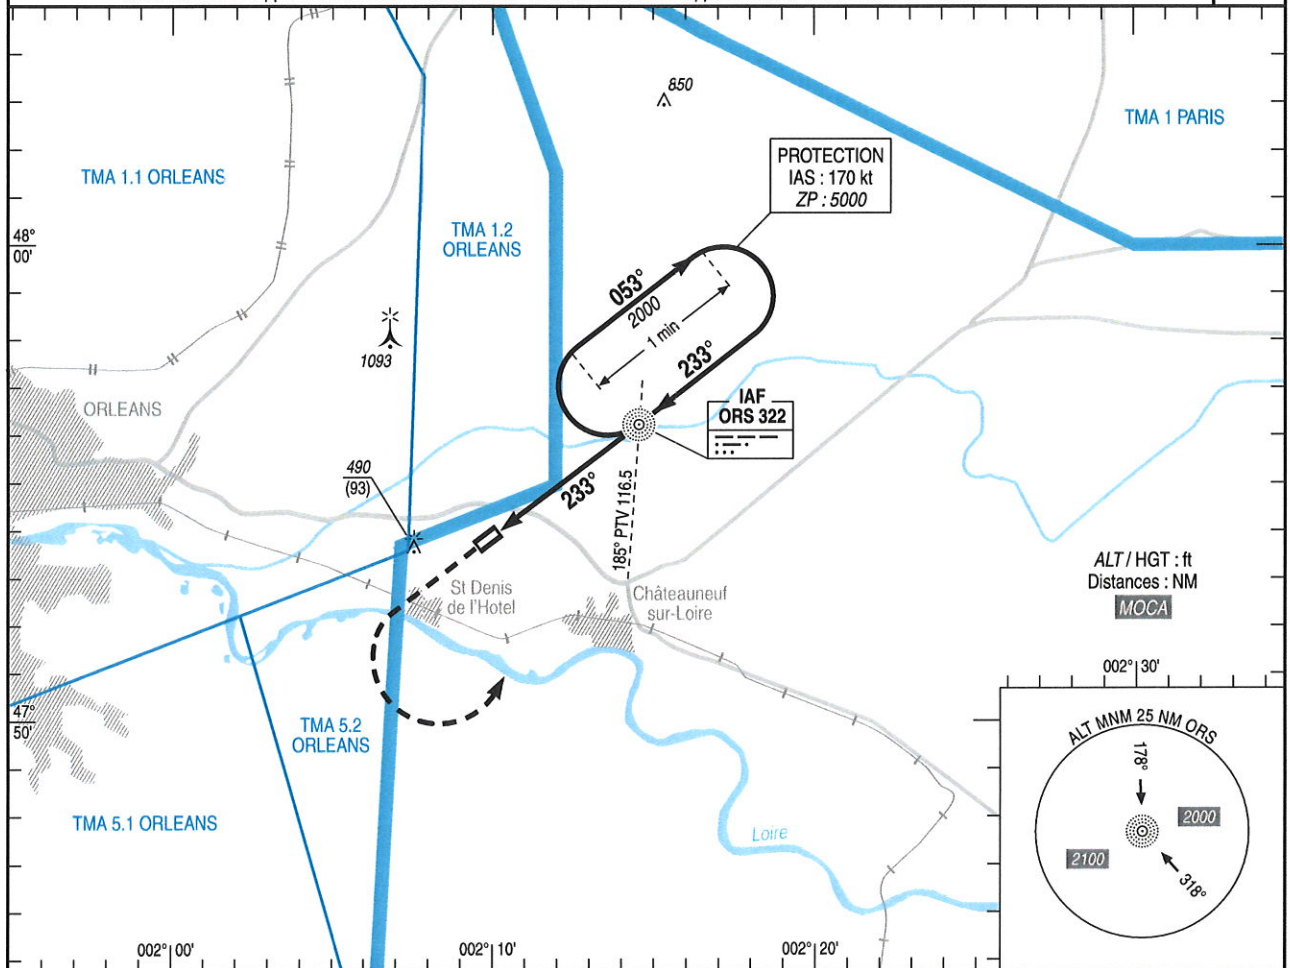 850
TMA 1 PARIS
PROTECTION
IAS : 170 kt
ZP : 5000
TMA 1.1 ORLEANS
TMA 1.2
ORLEANS
48°
00'
053°
2000
1 min
233°
1093
IAF
ORS 322
ORLEANS
490
(93)
233°
185° PTV 116.5
ALT / HGT : ft
Distances : NM
MOCA
St Denis
de l'Hotel
Châteauneuf
sur-Loire
002° 30'
47°
50'
TMA 5.2
ORLEANS
ALT MNM 25 NM ORS
178°
2000
2100
318°
TMA 5.1 ORLEANS
Loire
002° 00'
002° 10'
002° 20'